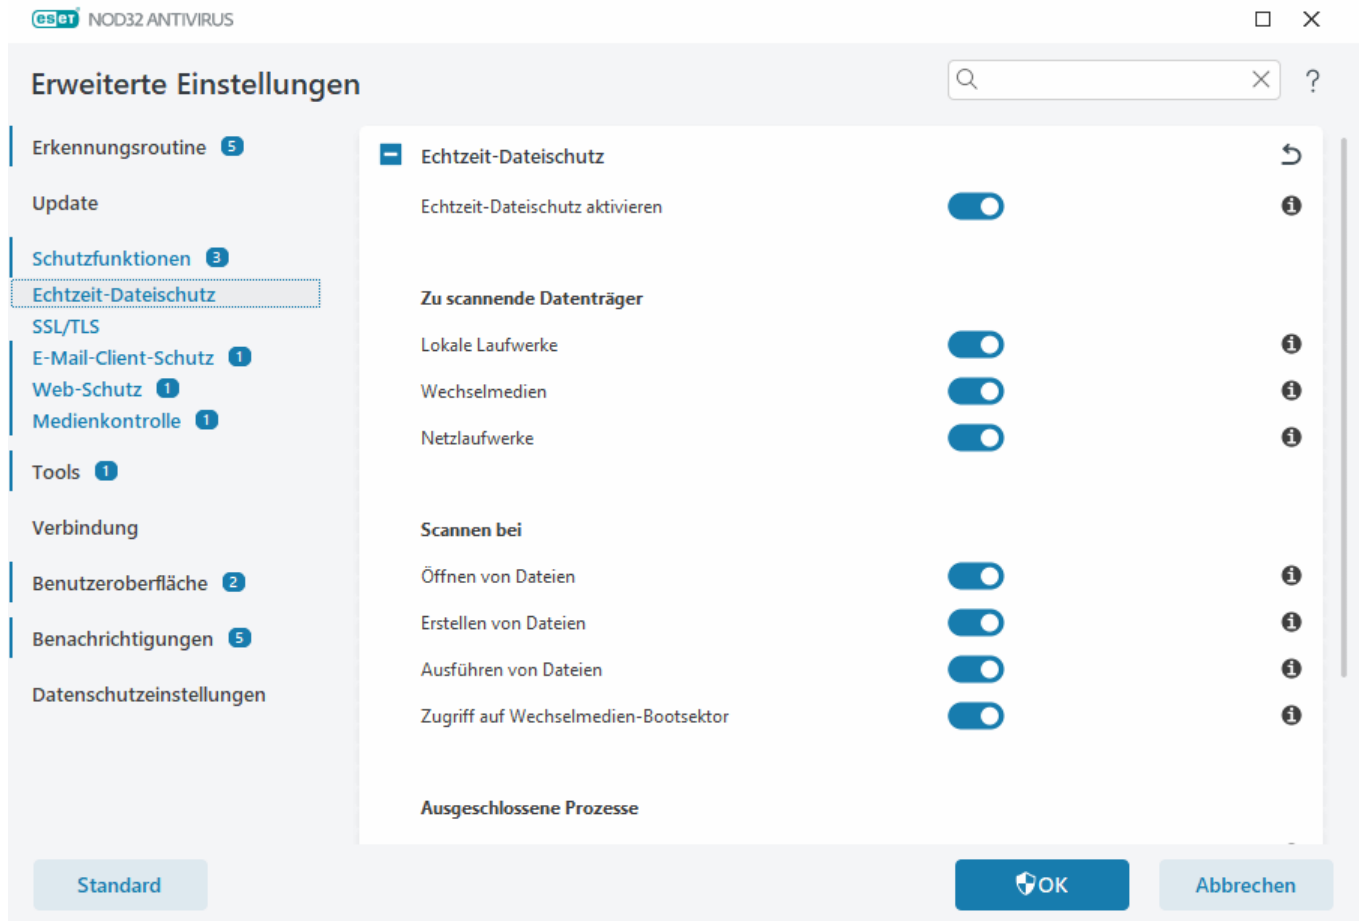 eseT NOD32 ANTIVIRUS
Erweiterte Einstellungen
?
Erkennungsroutine 5
Update
Schutzfunktionen 3
Echtzeit-Dateischutz
SSL/TLS
E-Mail-Client-Schutz 1
Web-Schutz 1
Medienkontrolle 1
Tools 1
Verbindung
Benutzeroberfläche 2
Benachrichtigungen 5
Datenschutzeinstellungen
Echtzeit-Dateischutz
Echtzeit-Dateischutz aktivieren
Zu scannende Datenträger
Lokale Laufwerke
Wechselmedien
Netzlaufwerke
Scannen bei
Öffnen von Dateien
Erstellen von Dateien
Ausführen von Dateien
Zugriff auf Wechselmedien-Bootsektor
Ausgeschlossene Prozesse
Standard
OK
Abbrechen